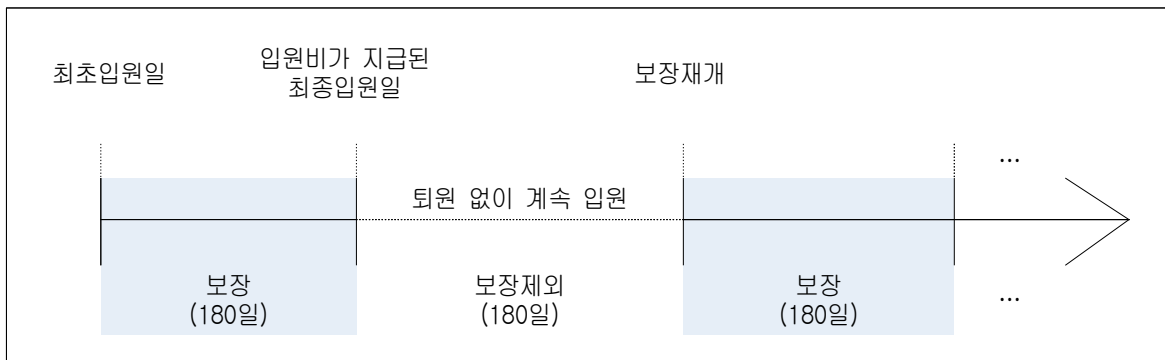 최초입원일
입원비가 지급된
최종입원일
보장재개
...
퇴원 없이 계속 입원
보장
(180일)
보장제외
(180일)
보장
(180일)
...